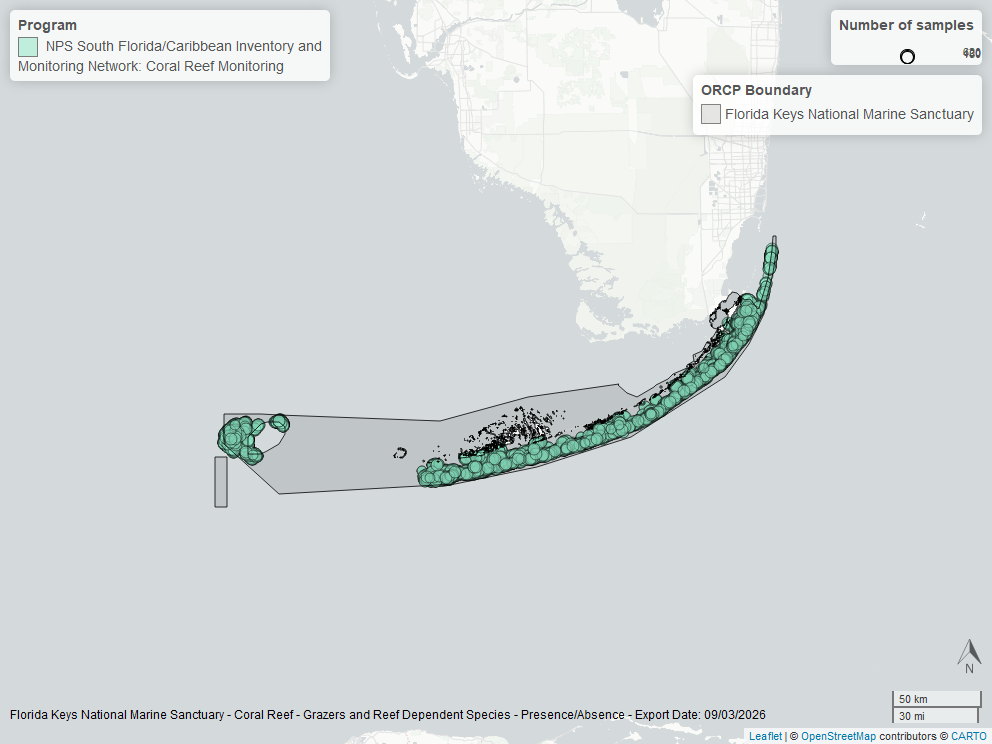 Program
NPS South Florida/Caribbean Inventory and
Monitoring Network: Coral Reef Monitoring
Number of samples
ORCP Boundary
Florida Keys National Marine Sanctuary
N
50 km
30 mi
Florida Keys National Marine Sanctuary - Coral Reef - Grazers and Reef Dependent Species - Presence/Absence - Export Date: 09/03/2026
Leaflet | © OpenStreetMap contributors © CARTO